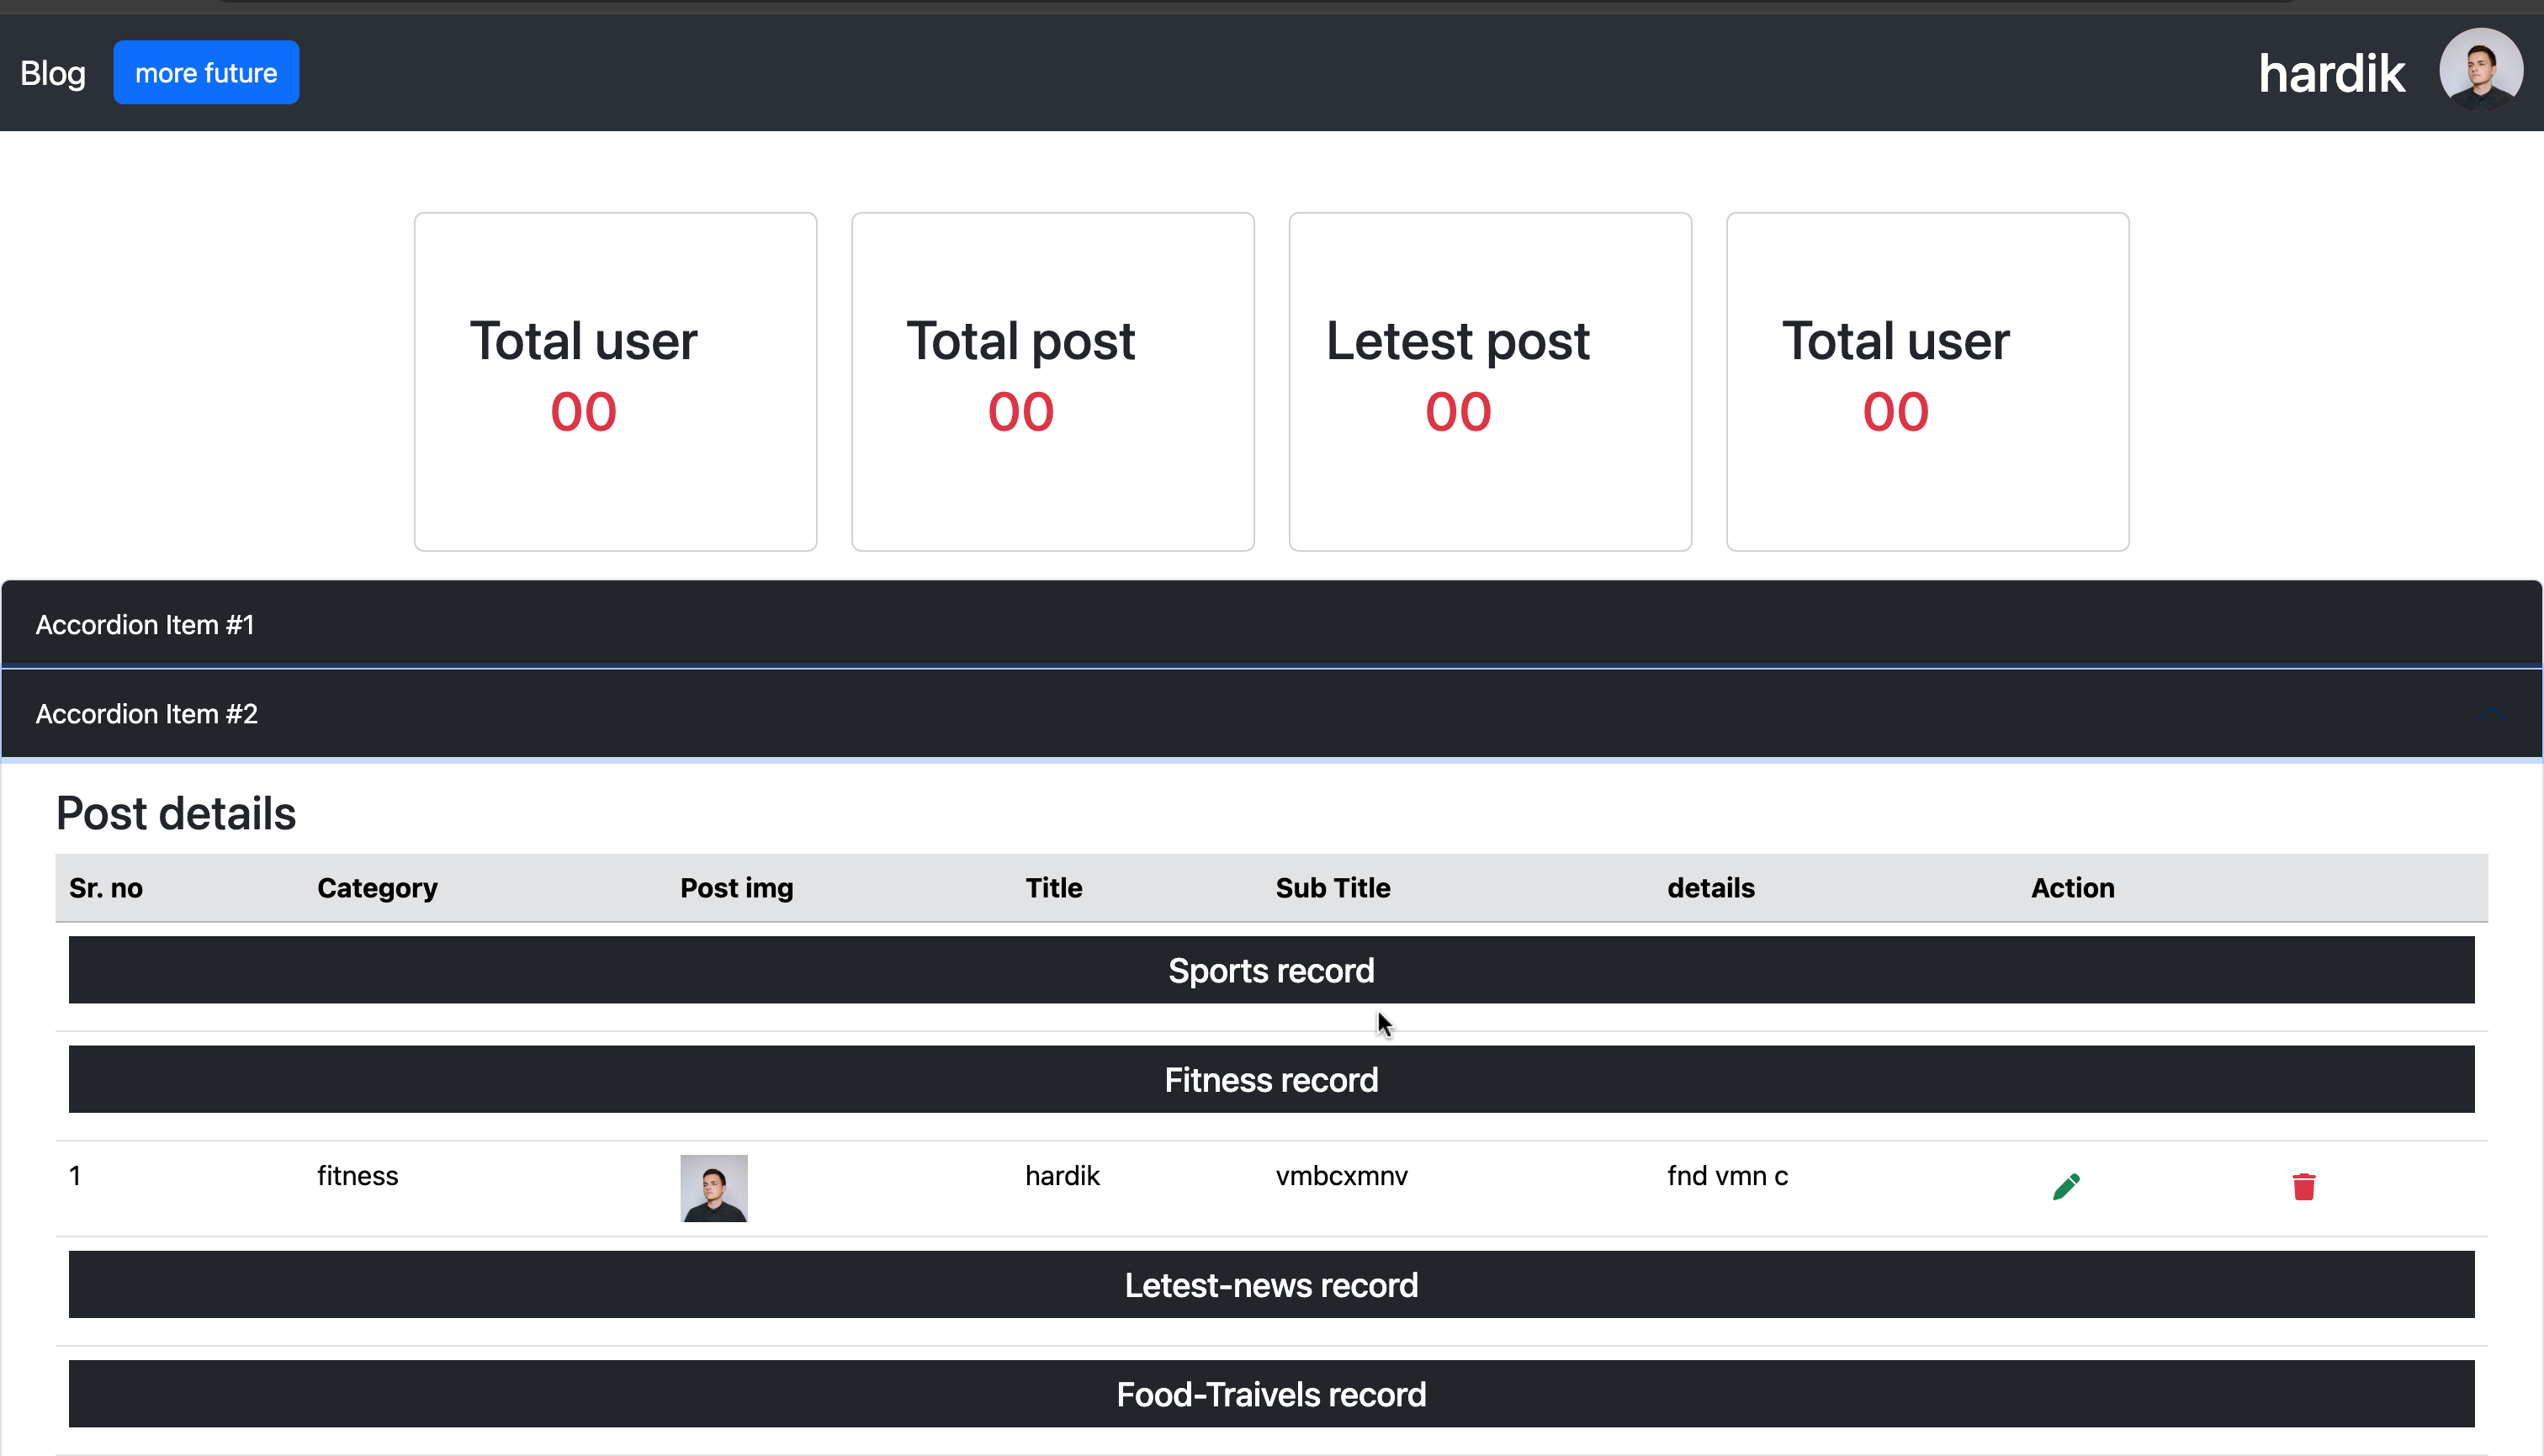 Blog more future hardik
Total user Total post Letest post Total user
00 00 00 00
Accordion Item #1
Accordion Item #2
Post details
Sr. no Category Post img Title Sub Title details Action
Sports record
Fitness record
1 fitness hardik vmbcxmnv fnd vmn c
Letest-news record
Food-Traivels record